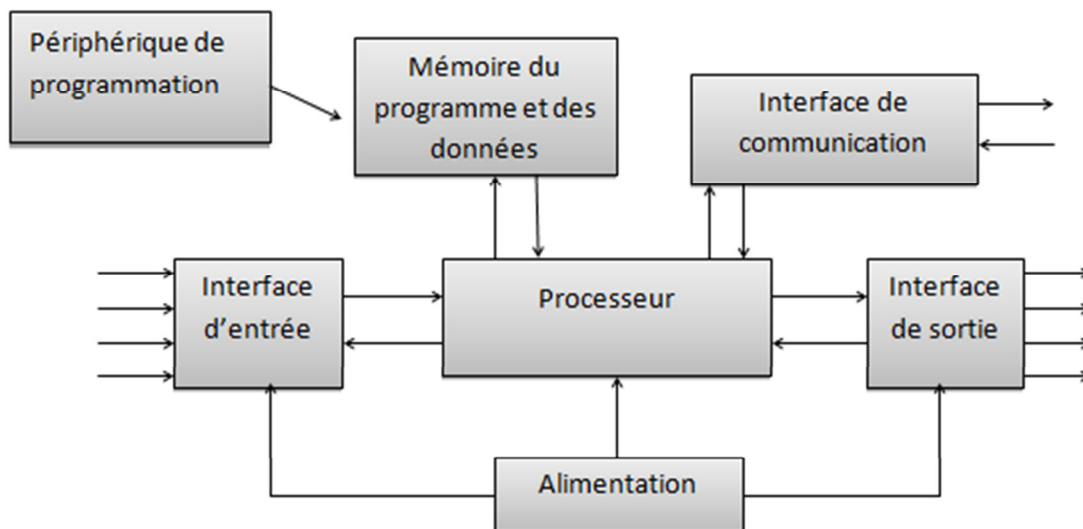 Périphérique de
programmation
Mémoire du
programme et des
données
Interface de
communication
Interface
d'entrée
Processeur
Interface
de sortie
Alimentation